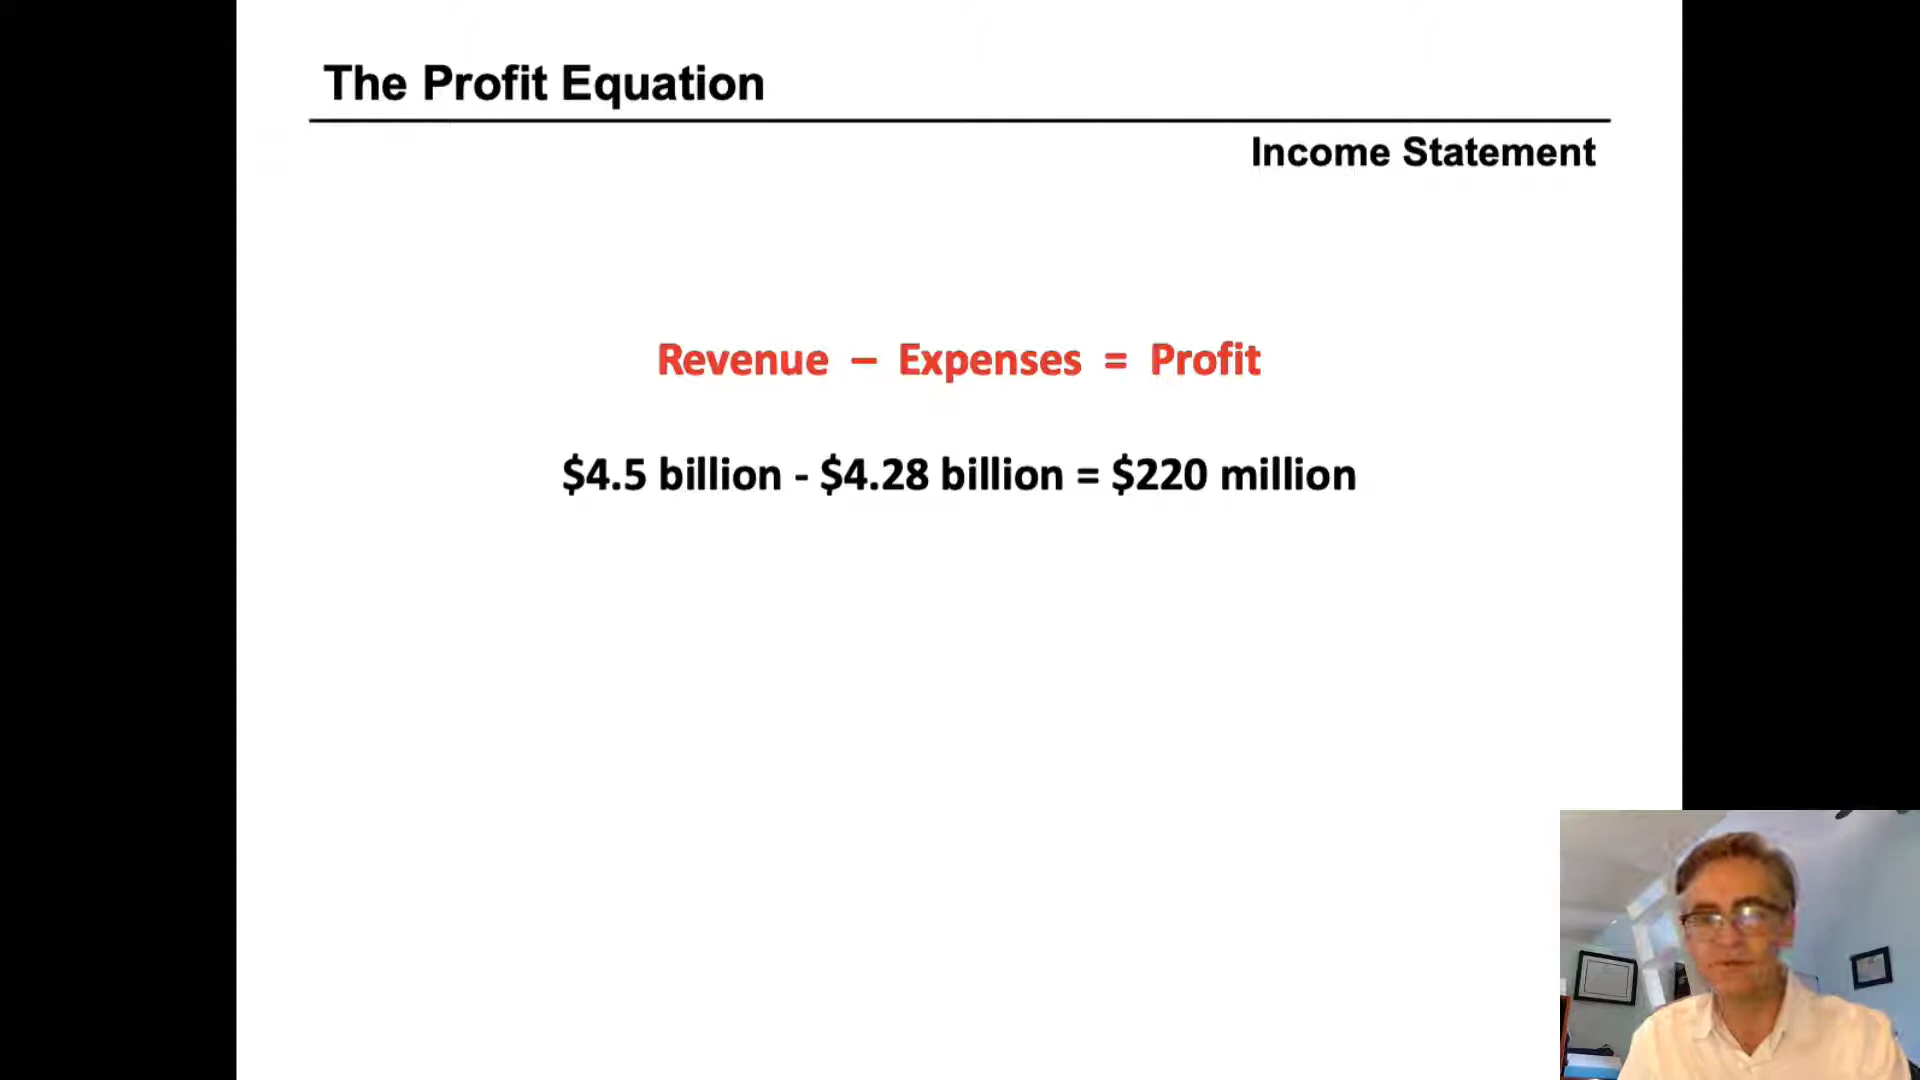 The Profit Equation
Income Statement
Revenue – Expenses = Profit
$4.5 billion - $4.28 billion = $220 million